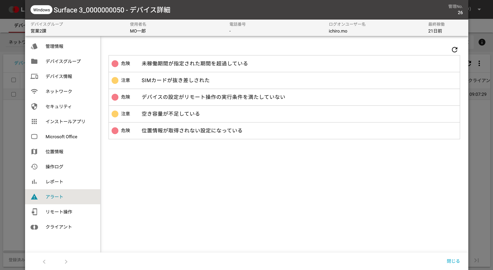 Windows Surface 3_0000000050 - デバイス詳細
管理No.
26
デバイスグループ
営業2課
使用者名
MO一郎
電話番号
-
ログオンユーザー名
ichiro.mo
最終稼働
21日前
管理情報
デバイスグループ
デバイス情報
ネットワーク
セキュリティ
インストールアプリ
Microsoft Office
位置情報
操作ログ
レポート
アラート
リモート操作
クライアント
危険 未稼働期間が指定された期間を超過している
注意 SIMカードが抜き差しされた
危険 デバイスの設定がリモート操作の実行条件を満たしていない
注意 空き容量が不足している
危険 位置情報が取得されない設定になっている
閉じる